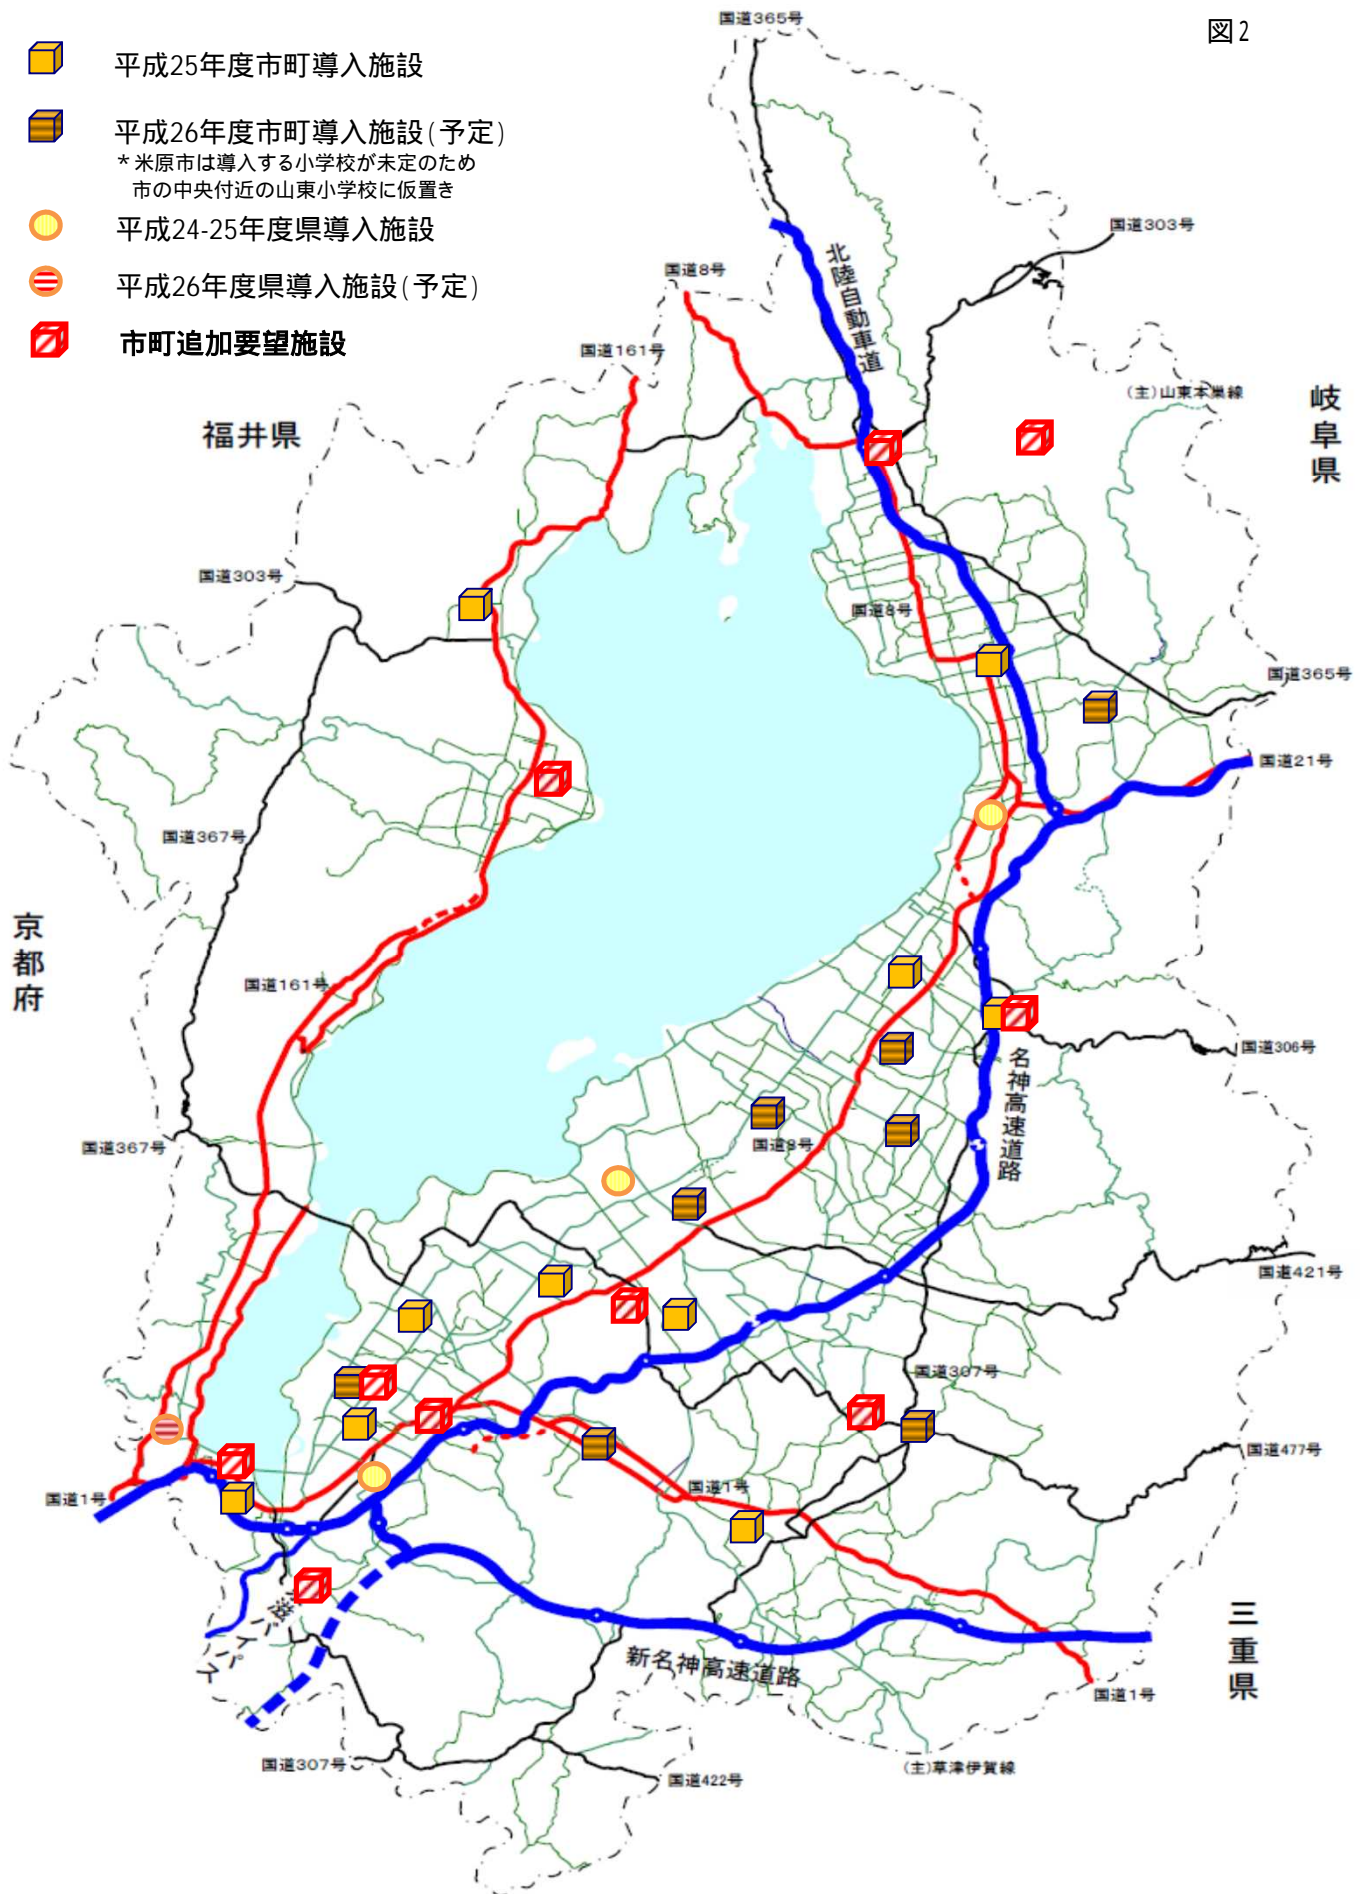 図2
平成25年度市町導入施設
平成26年度市町導入施設(予定)
*米原市は導入する小学校が未定のため
市の中央付近の山東小学校に仮置き
平成24-25年度県導入施設
平成26年度県導入施設(予定)
市町追加要望施設
国道365号
国道303号
北陸自動車道
国道8号
国道161号
(主)山東本巣線
岐阜県
福井県
国道303号
国道8号
国道365号
国道21号
国道367号
京都府
国道161号
国道306号
名神高速道路
国道367号
国道8号
国道421号
国道307号
国道477号
国道1号
国道1号
滋バイパス
三重県
新名神高速道路
国道1号
国道307号
国道422号
(主)草津伊賀線